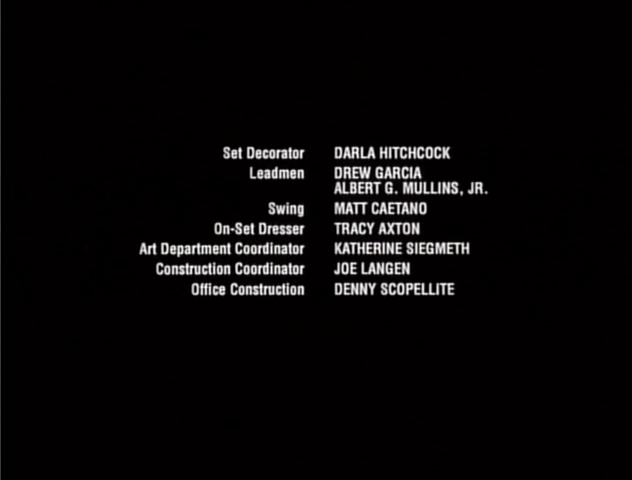 Set Decorator DARLA HITCHCOCK
Leadmen DREW GARCIA
ALBERT G. MULLINS, JR.
Swing MATT CAETANO
On-Set Dresser TRACY AXTON
Art Department Coordinator KATHERINE SIEGMETH
Construction Coordinator JOE LANGEN
Office Construction DENNY SCOPELLITE